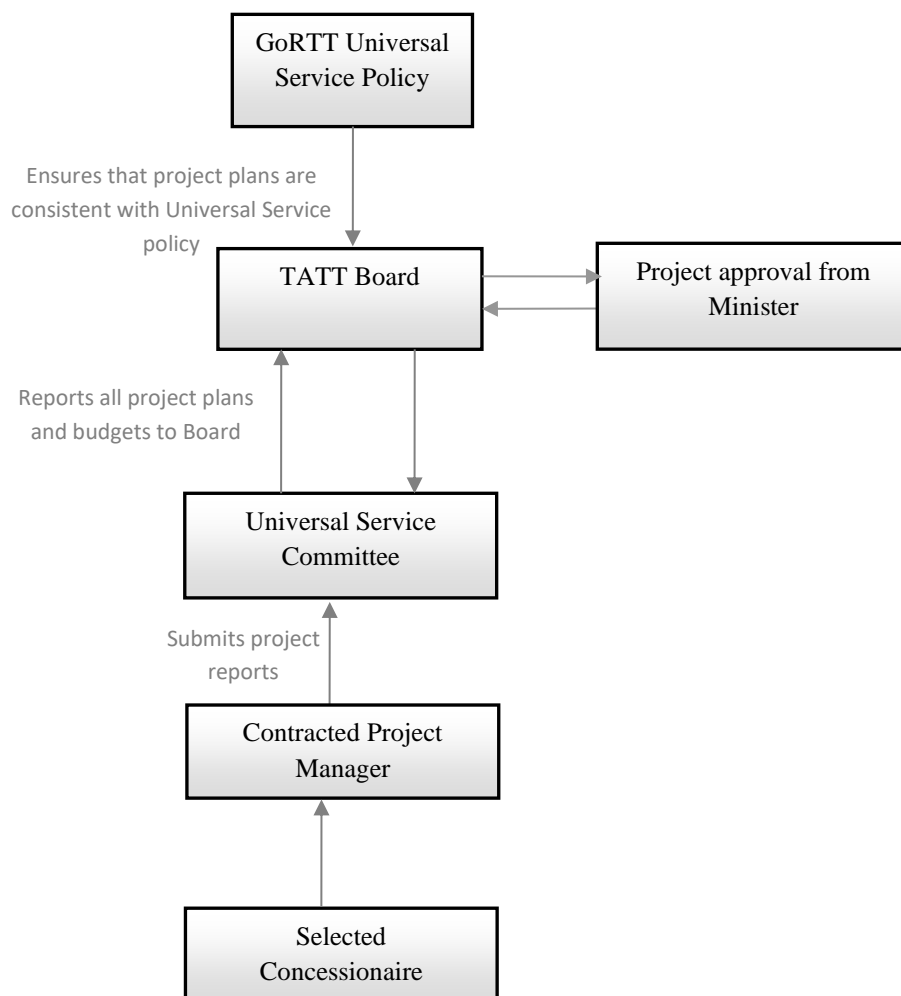 GoRTT Universal
Service Policy
Ensures that project plans are
consistent with Universal Service
policy
TATT Board
Project approval from
Minister
Reports all project plans
and budgets to Board
Universal Service
Committee
Submits project
reports
Contracted Project
Manager
Selected
Concessionaire